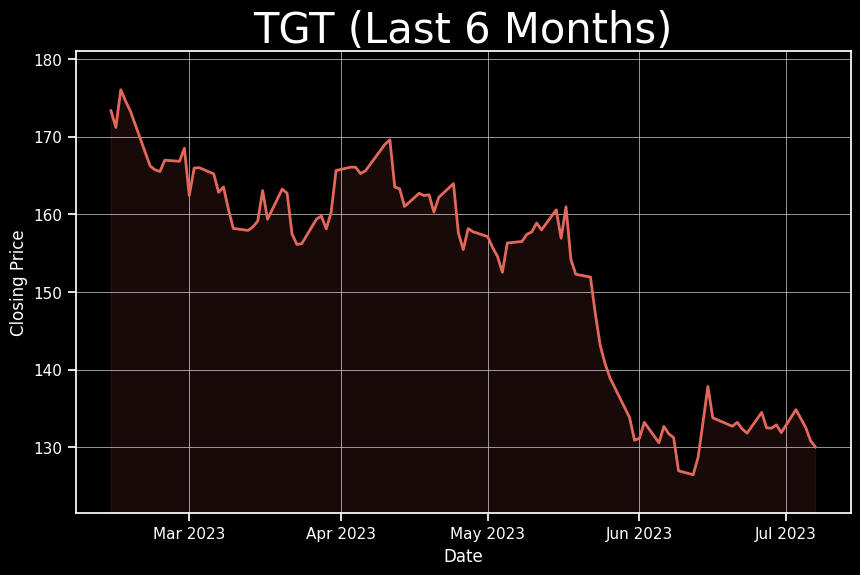 TGT (Last 6 Months)
180
170
160
150
140
130
Closing Price
Mar 2023
Apr 2023
May 2023
Jun 2023
Jul 2023
Date